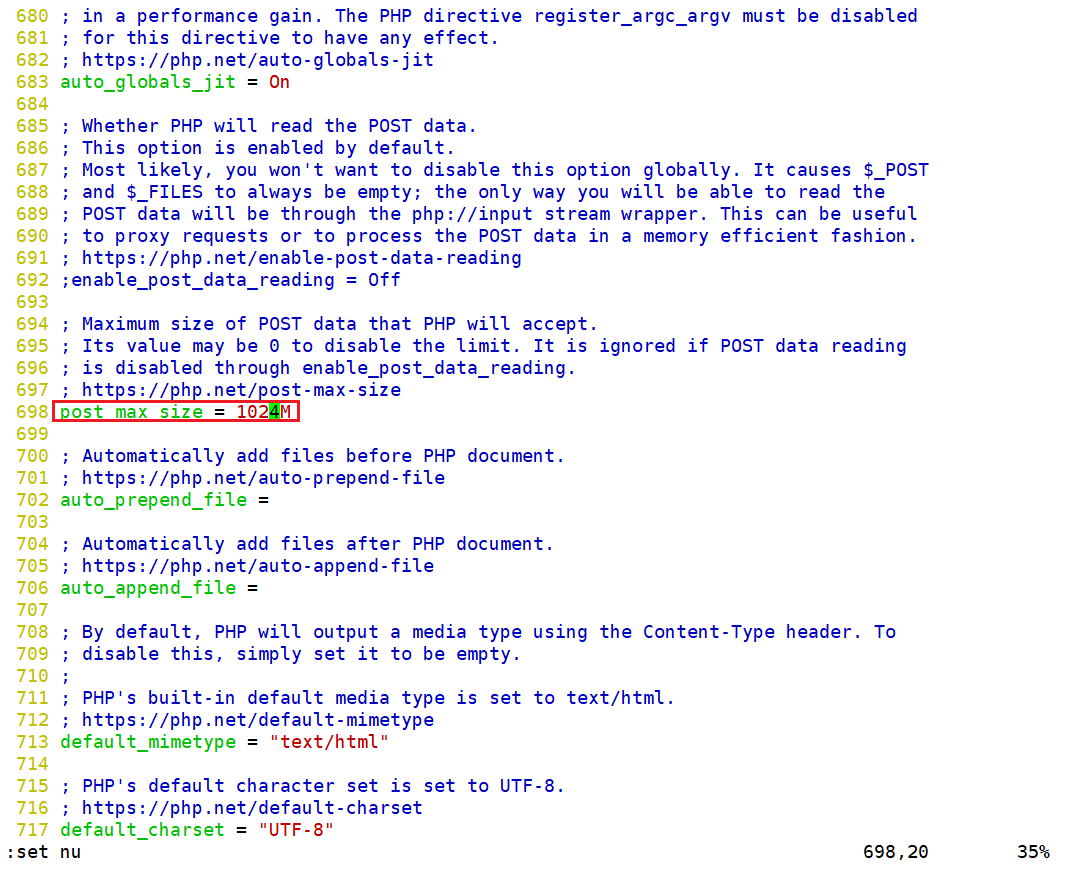 680 ; in a performance gain. The PHP directive register_argc_argv must be disabled
681 ; for this directive to have any effect.
682 ; https://php.net/auto-globals-jit
683 auto_globals_jit = On
684
685 ; Whether PHP will read the POST data.
686 ; This option is enabled by default.
687 ; Most likely, you won't want to disable this option globally. It causes $_POST
688 ; and $_FILES to always be empty; the only way you will be able to read the
689 ; POST data will be through the php://input stream wrapper. This can be useful
690 ; to proxy requests or to process the POST data in a memory efficient fashion.
691 ; https://php.net/enable-post-data-reading
692 ;enable_post_data_reading = Off
693
694 ; Maximum size of POST data that PHP will accept.
695 ; Its value may be 0 to disable the limit. It is ignored if POST data reading
696 ; is disabled through enable_post_data_reading.
697 ; https://php.net/post-max-size
698 post_max_size = 1024M
699
700 ; Automatically add files before PHP document.
701 ; https://php.net/auto-prepend-file
702 auto_prepend_file =
703
704 ; Automatically add files after PHP document.
705 ; https://php.net/auto-append-file
706 auto_append_file =
707
708 ; By default, PHP will output a media type using the Content-Type header. To
709 ; disable this, simply set it to be empty.
710 ;
711 ; PHP's built-in default media type is set to text/html.
712 ; https://php.net/default-mimetype
713 default_mimetype = "text/html"
714
715 ; PHP's default character set is set to UTF-8.
716 ; https://php.net/default-charset
717 default_charset = "UTF-8"
:set nu 698,20 35%